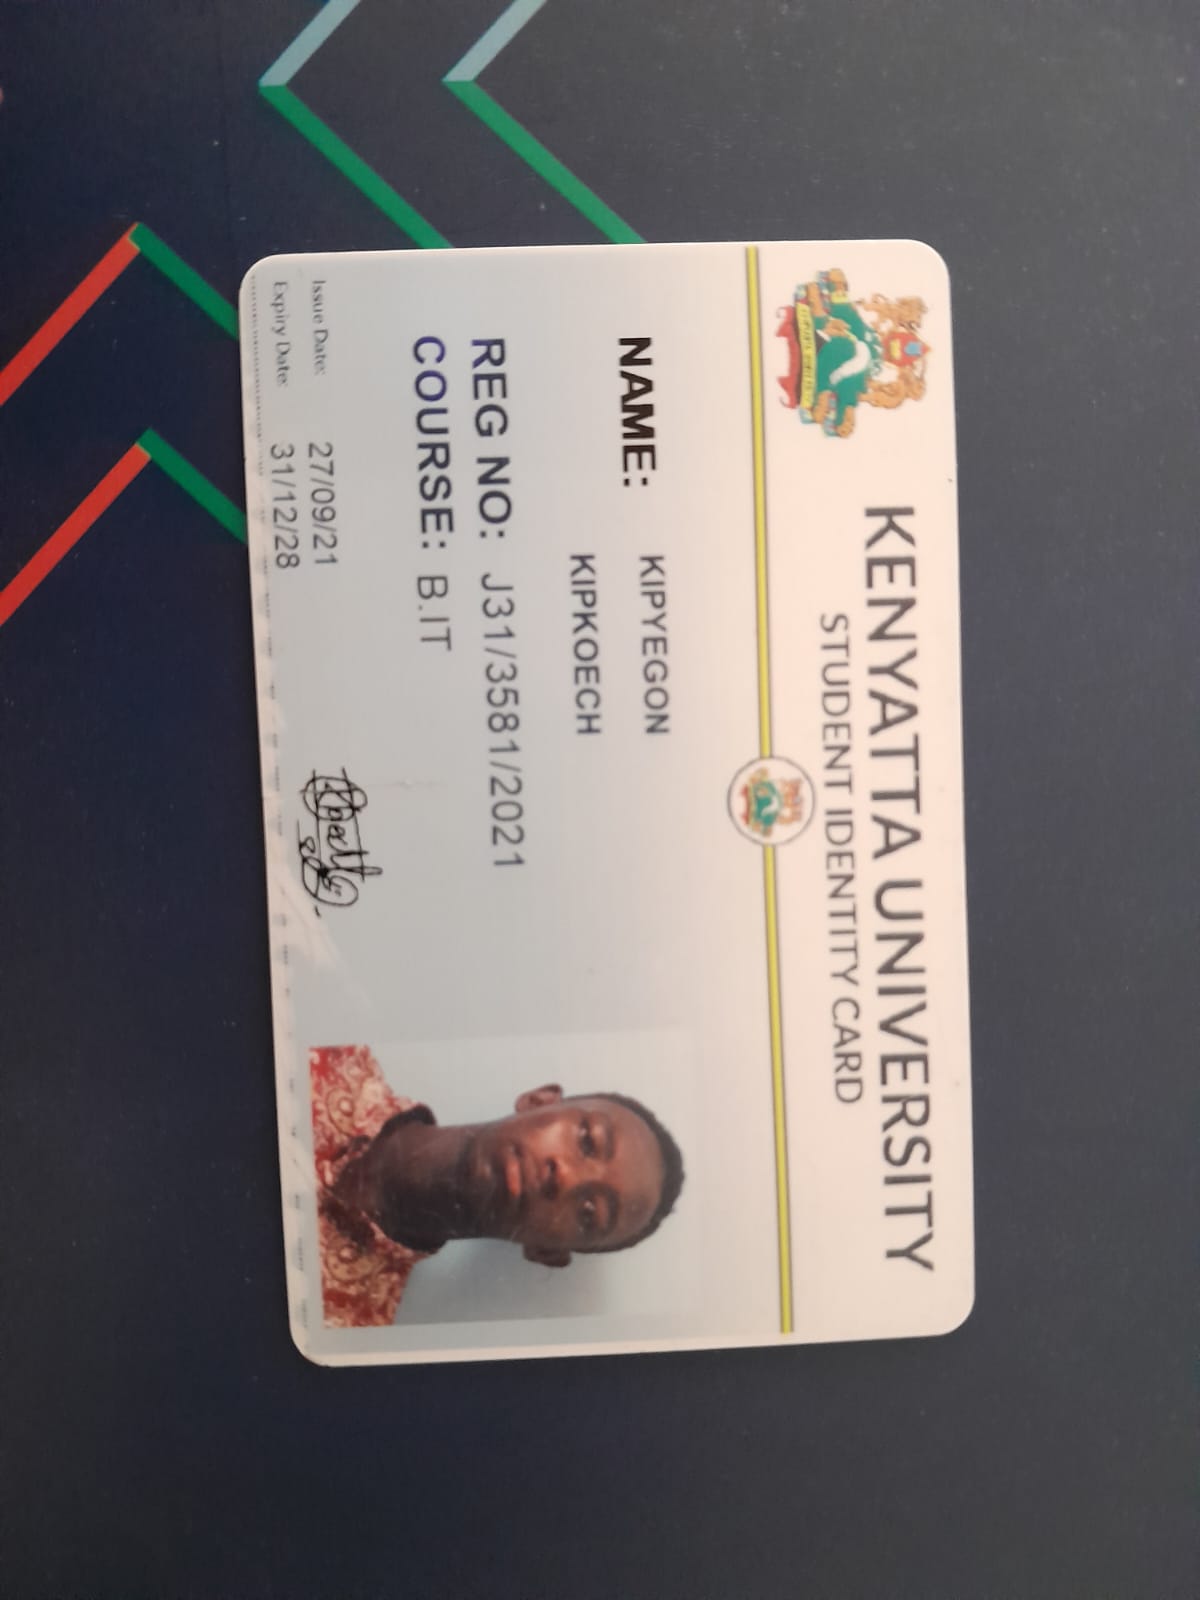 KENYATTA UNIVERSITY
STUDENT IDENTITY CARD
NAME: KIPYEGON
KIPKOECH
REG NO: J31/3581/2021
COURSE: B.IT
Issue Date: 27/09/21
Expiry Date: 31/12/28